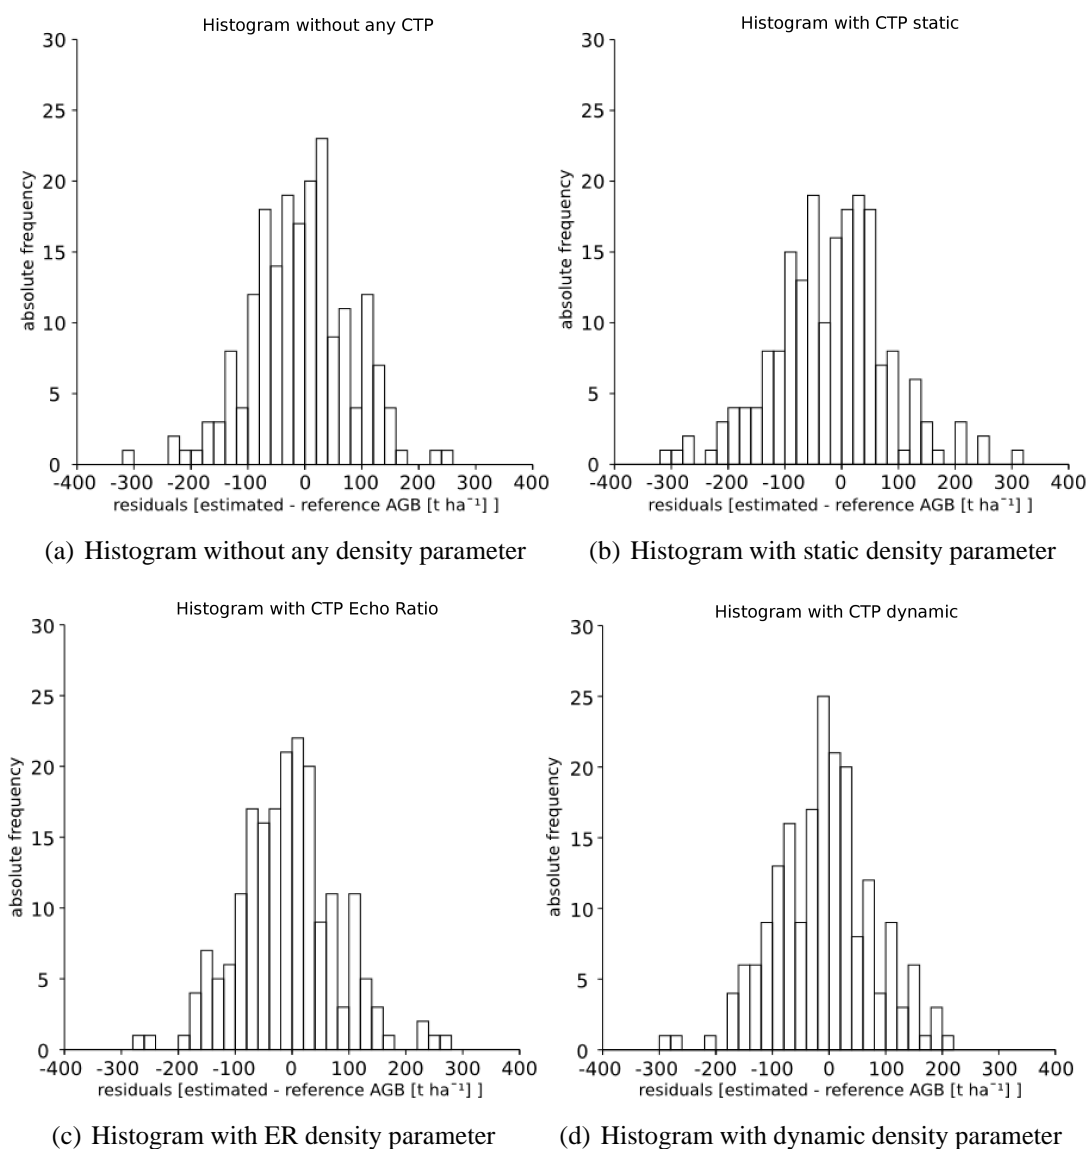 Histogram without any CTP
30
25
20
15
10
5
0
absolute frequency
-400 -300 -200 -100 0 100 200 300 400
residuals [estimated - reference AGB [t ha⁻¹] ]
(a) Histogram without any density parameter
Histogram with CTP static
30
25
20
15
10
5
0
absolute frequency
-400 -300 -200 -100 0 100 200 300 400
residuals [estimated - reference AGB [t ha⁻¹] ]
(b) Histogram with static density parameter
Histogram with CTP Echo Ratio
30
25
20
15
10
5
0
absolute frequency
-400 -300 -200 -100 0 100 200 300 400
residuals [estimated - reference AGB [t ha⁻¹] ]
(c) Histogram with ER density parameter
Histogram with CTP dynamic
30
25
20
15
10
5
0
absolute frequency
-400 -300 -200 -100 0 100 200 300 400
residuals [estimated - reference AGB [t ha⁻¹] ]
(d) Histogram with dynamic density parameter